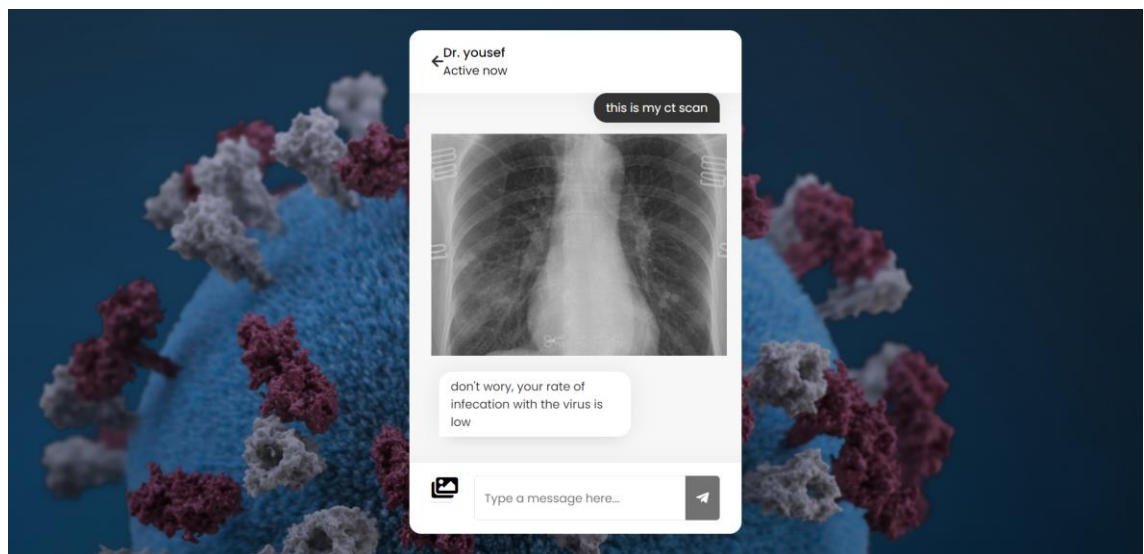 Dr. yousef
Active now
this is my ct scan
don't wory, your rate of
infecation with the virus is
low
Type a message here...